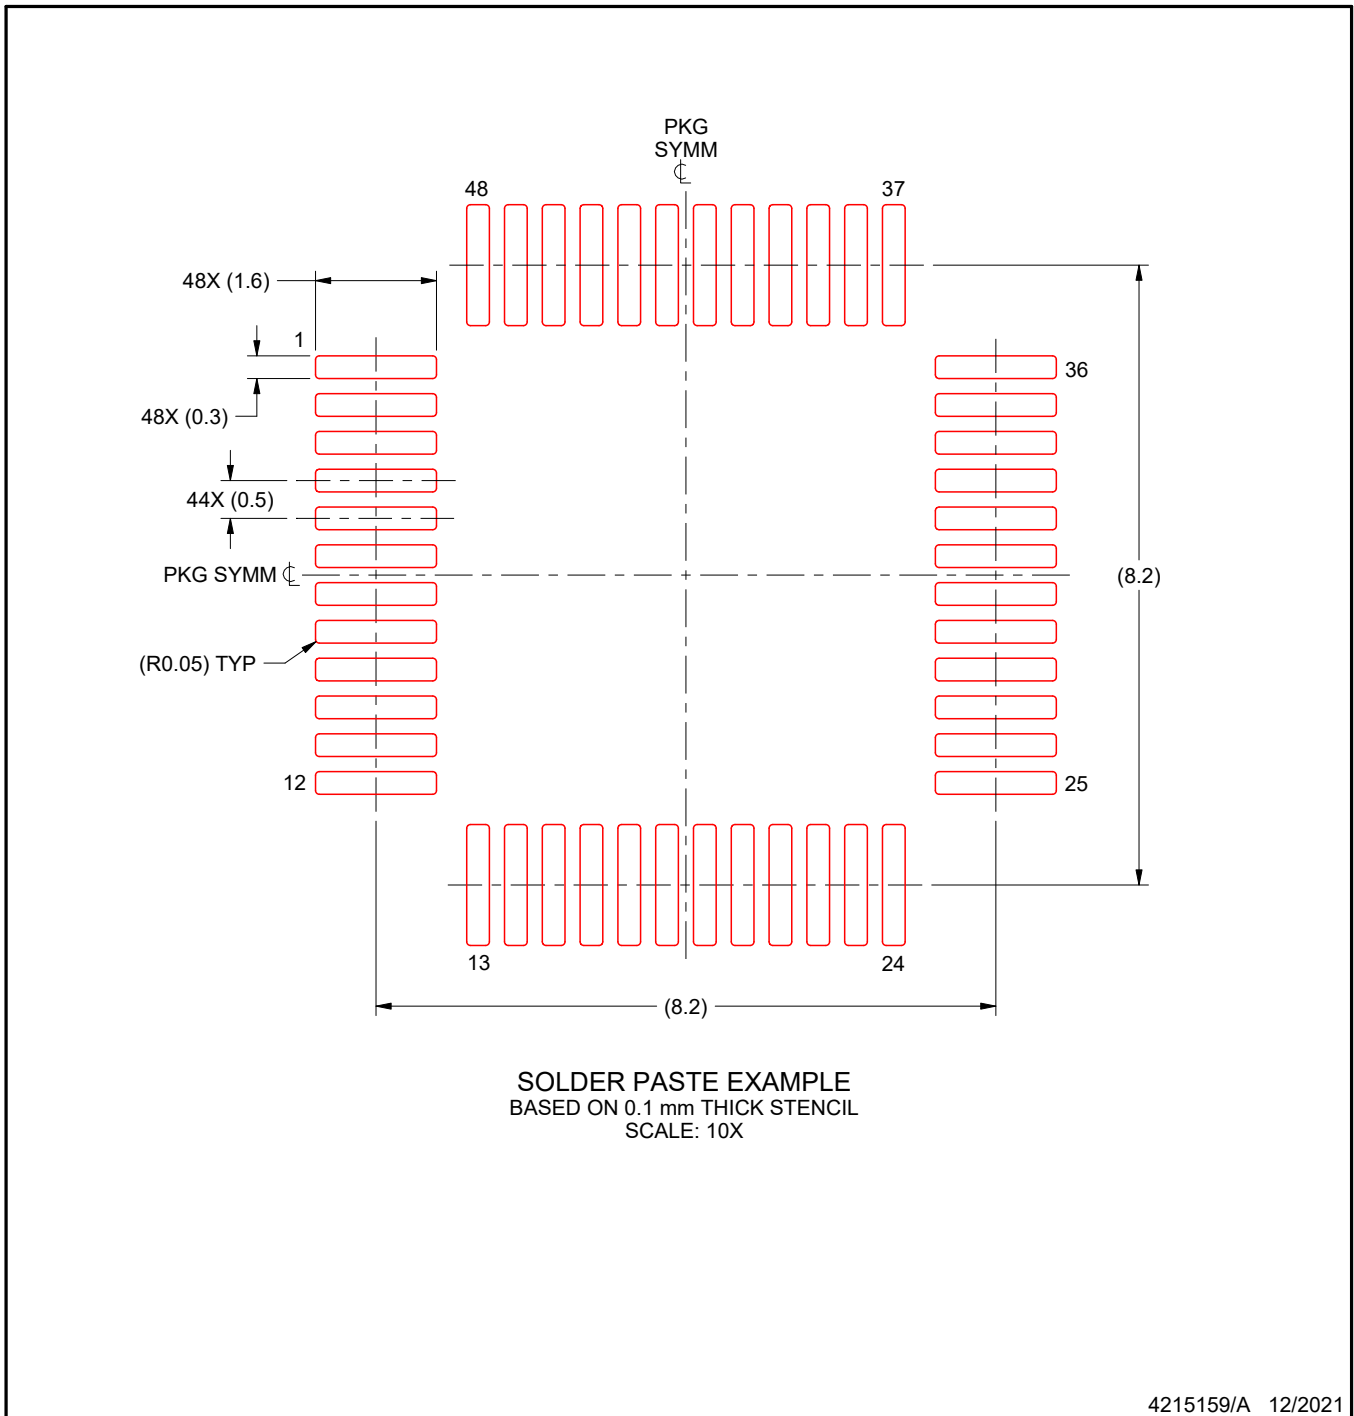 PKG
SYMM
℄
48
37
48X (1.6)
1
36
48X (0.3)
44X (0.5)
PKG SYMM ℄
(8.2)
(R0.05) TYP
12
25
13
24
(8.2)
SOLDER PASTE EXAMPLE
BASED ON 0.1 mm THICK STENCIL
SCALE: 10X
4215159/A 12/2021